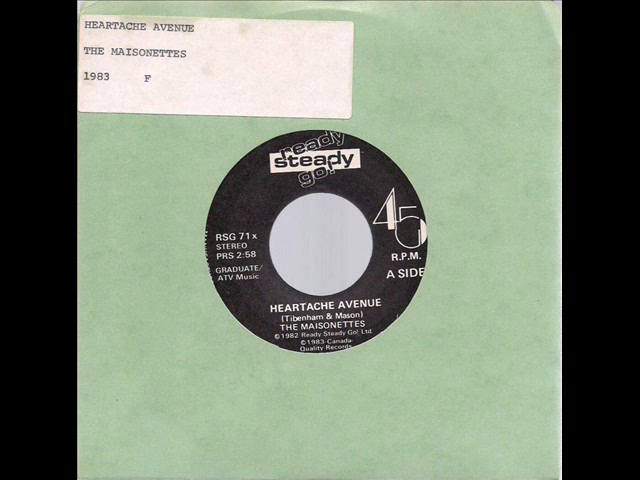 HEARTACHE AVENUE
THE MAISONETTES
1983 F
ready
steady
go!
45
R.P.M.
A SIDE
RSG 71x
STEREO
PRS 2:58
GRADUATE/
ATV Music
HEARTACHE AVENUE
(Tibenham & Mason)
THE MAISONETTES
©1982 Ready Steady Go! Ltd.
©1983-Canada-
Quality Records